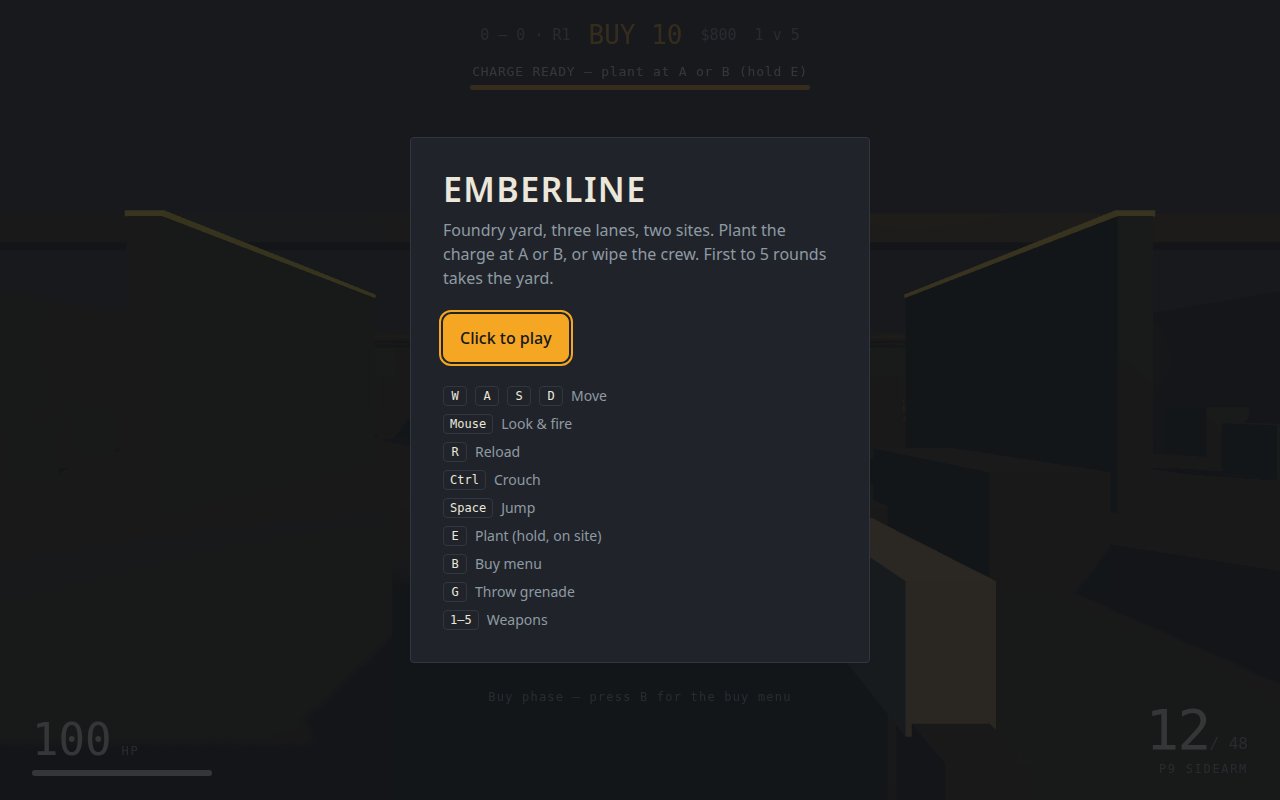 0 — 0 · R1 BUY 10 $800 1 v 5
CHARGE READY — plant at A or B (hold E)
EMBERLINE
Foundry yard, three lanes, two sites. Plant the
charge at A or B, or wipe the crew. First to 5 rounds
takes the yard.
Click to play
W A S D Move
Mouse Look & fire
R Reload
Ctrl Crouch
Space Jump
E Plant (hold, on site)
B Buy menu
G Throw grenade
1–5 Weapons
Buy phase — press B for the buy menu
100 HP
12 / 48
P9 SIDEARM